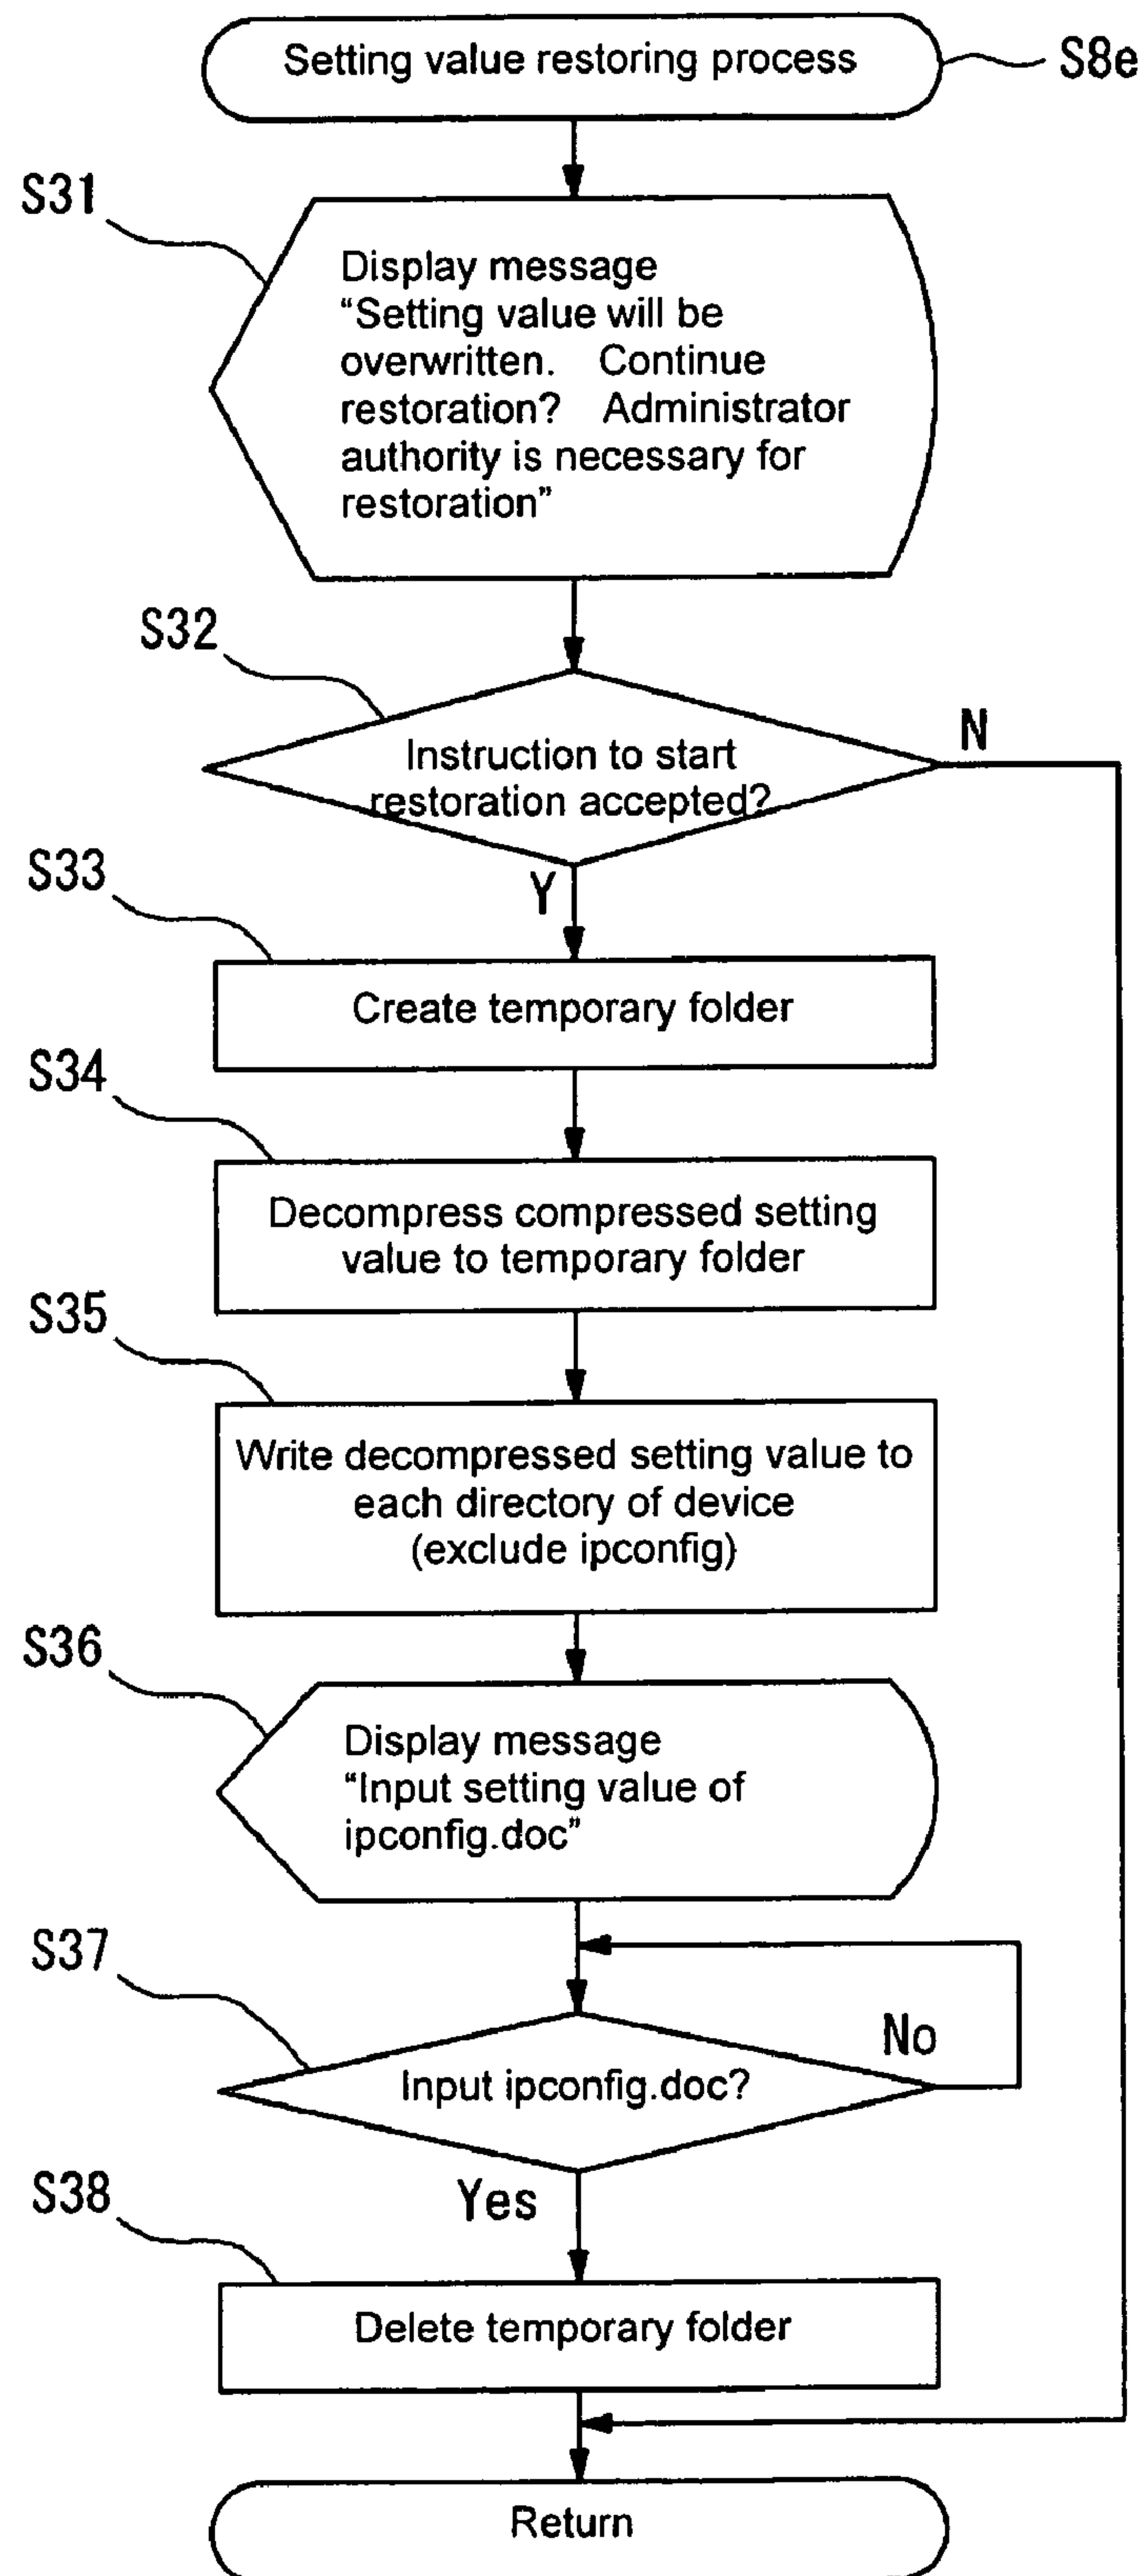 Setting value restoring process
S8e
S31
Display message
“Setting value will be
overwritten. Continue
restoration? Administrator
authority is necessary for
restoration”
S32
Instruction to start
restoration accepted?
N
Y
S33
Create temporary folder
S34
Decompress compressed setting
value to temporary folder
S35
Write decompressed setting value to
each directory of device
(exclude ipconfig)
S36
Display message
“Input setting value of
ipconfig.doc”
S37
No
Input ipconfig.doc?
Yes
S38
Delete temporary folder
Return